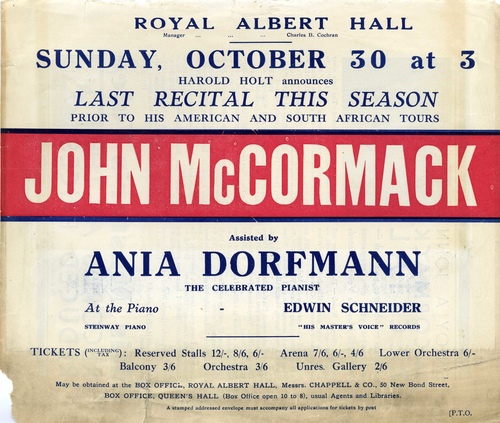 ROYAL ALBERT HALL
Manager ... ... ... Charles B. Cochran
SUNDAY, OCTOBER 30 at 3
HAROLD HOLT announces
LAST RECITAL THIS SEASON
PRIOR TO HIS AMERICAN AND SOUTH AFRICAN TOURS
JOHN McCORMACK
Assisted by
ANIA DORFMANN
THE CELEBRATED PIANIST
At the Piano - EDWIN SCHNEIDER
STEINWAY PIANO "HIS MASTER'S VOICE" RECORDS
TICKETS (INCLUDING TAX): Reserved Stalls 12/-, 8/6, 6/- Arena 7/6, 6/-, 4/6 Lower Orchestra 6/-
Balcony 3/6 Orchestra 3/6 Unres. Gallery 2/6
May be obtained at the BOX OFFICE, ROYAL ALBERT HALL, Messrs. CHAPPELL & CO., 50 New Bond Street,
BOX OFFICE, QUEEN'S HALL (Box Office open 10 to 8), usual Agents and Libraries.
A stamped addressed envelope must accompany all applications for tickets by post
[P.T.O.